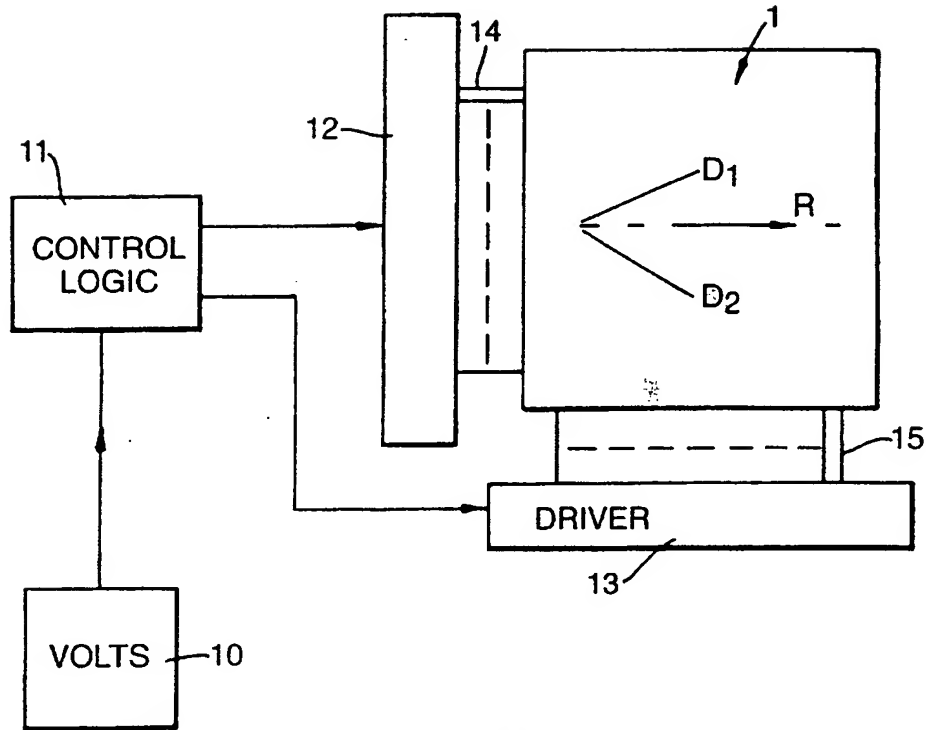 1
14
12
11
D1
R
CONTROL
LOGIC
D2
15
DRIVER
13
VOLTS
10